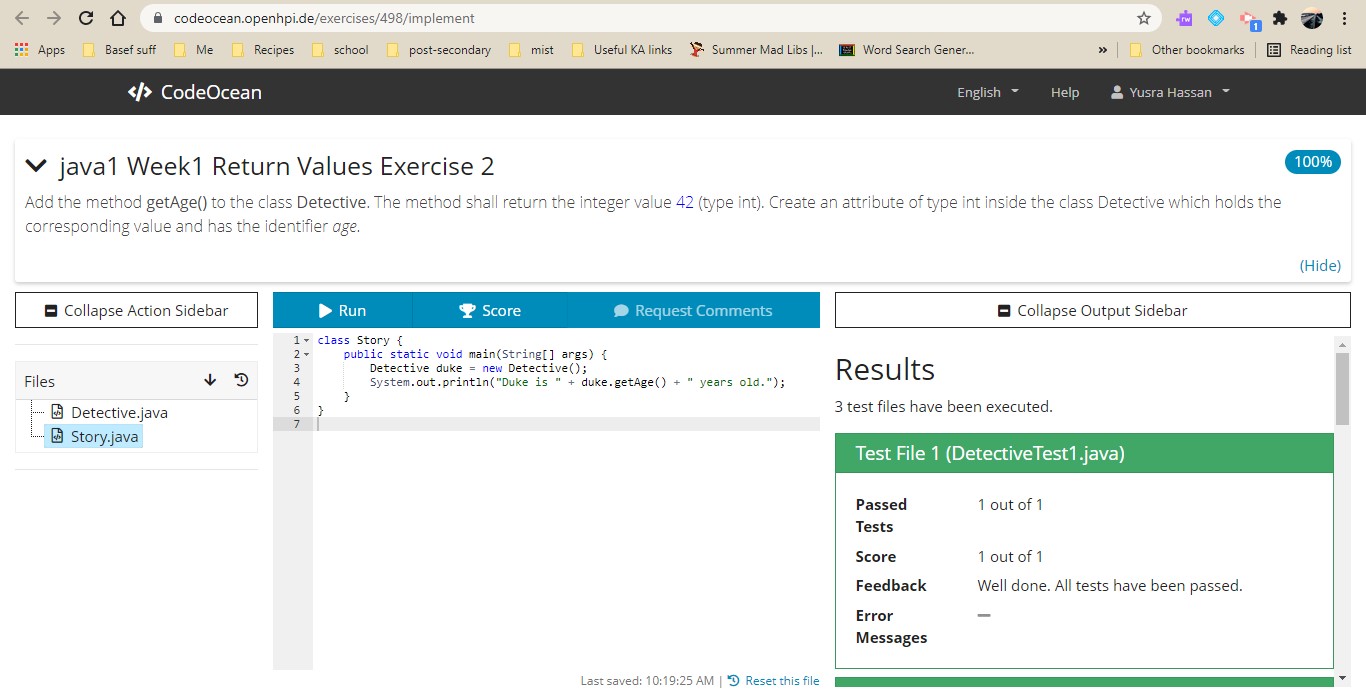 codeocean.openhpi.de/exercises/498/implement
rw
1
Apps Basef suff Me Recipes school post-secondary mist Useful KA links Summer Mad Libs |... Word Search Gener... » Other bookmarks Reading list
</> CodeOcean English Help Yusra Hassan
java1 Week1 Return Values Exercise 2
100%
Add the method getAge() to the class Detective. The method shall return the integer value 42 (type int). Create an attribute of type int inside the class Detective which holds the
corresponding value and has the identifier age.
(Hide)
Collapse Action Sidebar
Files
Detective.java
Story.java
Run Score Request Comments
1 class Story {
2 public static void main(String[] args) {
3 Detective duke = new Detective();
4 System.out.println("Duke is " + duke.getAge() + " years old.");
5 }
6 }
7
Last saved: 10:19:25 AM | Reset this file
Collapse Output Sidebar
Results
3 test files have been executed.
Test File 1 (DetectiveTest1.java)
Passed Tests 1 out of 1
Score 1 out of 1
Feedback Well done. All tests have been passed.
Error Messages —